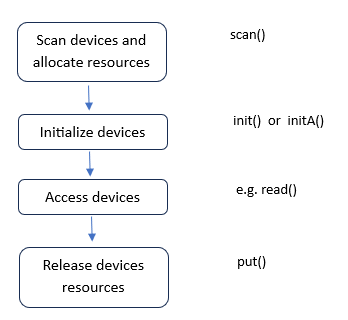 Scan devices and
allocate resources
scan()
Initialize devices
init() or initA()
Access devices
e.g. read()
Release devices
resources
put()